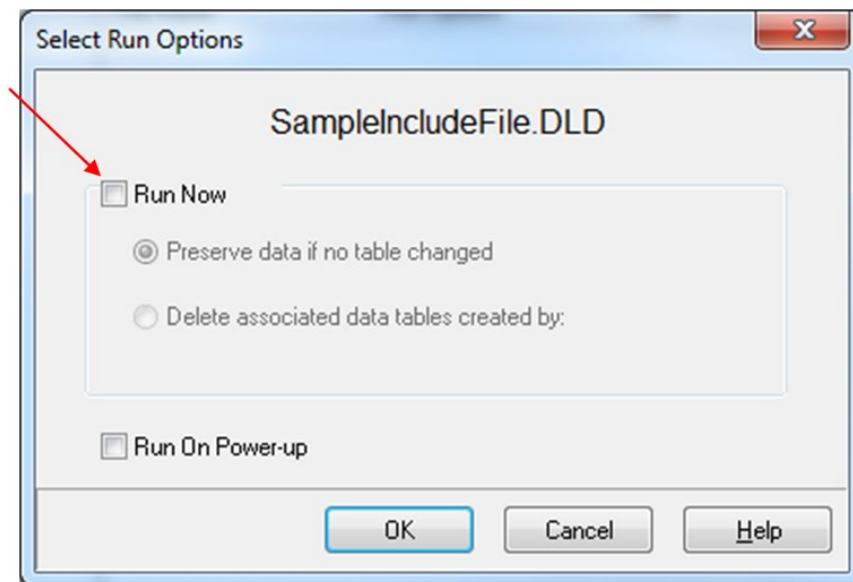 Select Run Options
SampleIncludeFile.DLD
Run Now
Preserve data if no table changed
Delete associated data tables created by:
Run On Power-up
OK Cancel Help